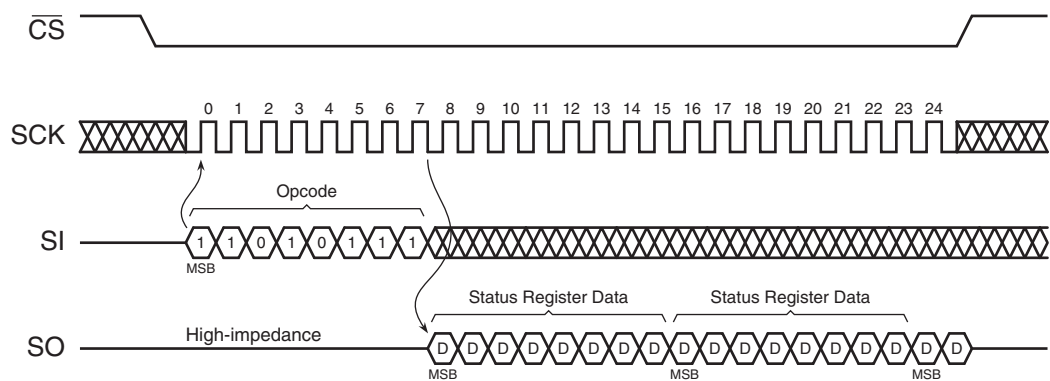 CS
0 1 2 3 4 5 6 7 8 9 10 11 12 13 14 15 16 17 18 19 20 21 22 23 24
SCK
Opcode
SI
1 1 0 1 0 1 1 1
MSB
Status Register Data Status Register Data
High-impedance
SO
D D D D D D D D D D D D D D D D D D
MSB MSB MSB